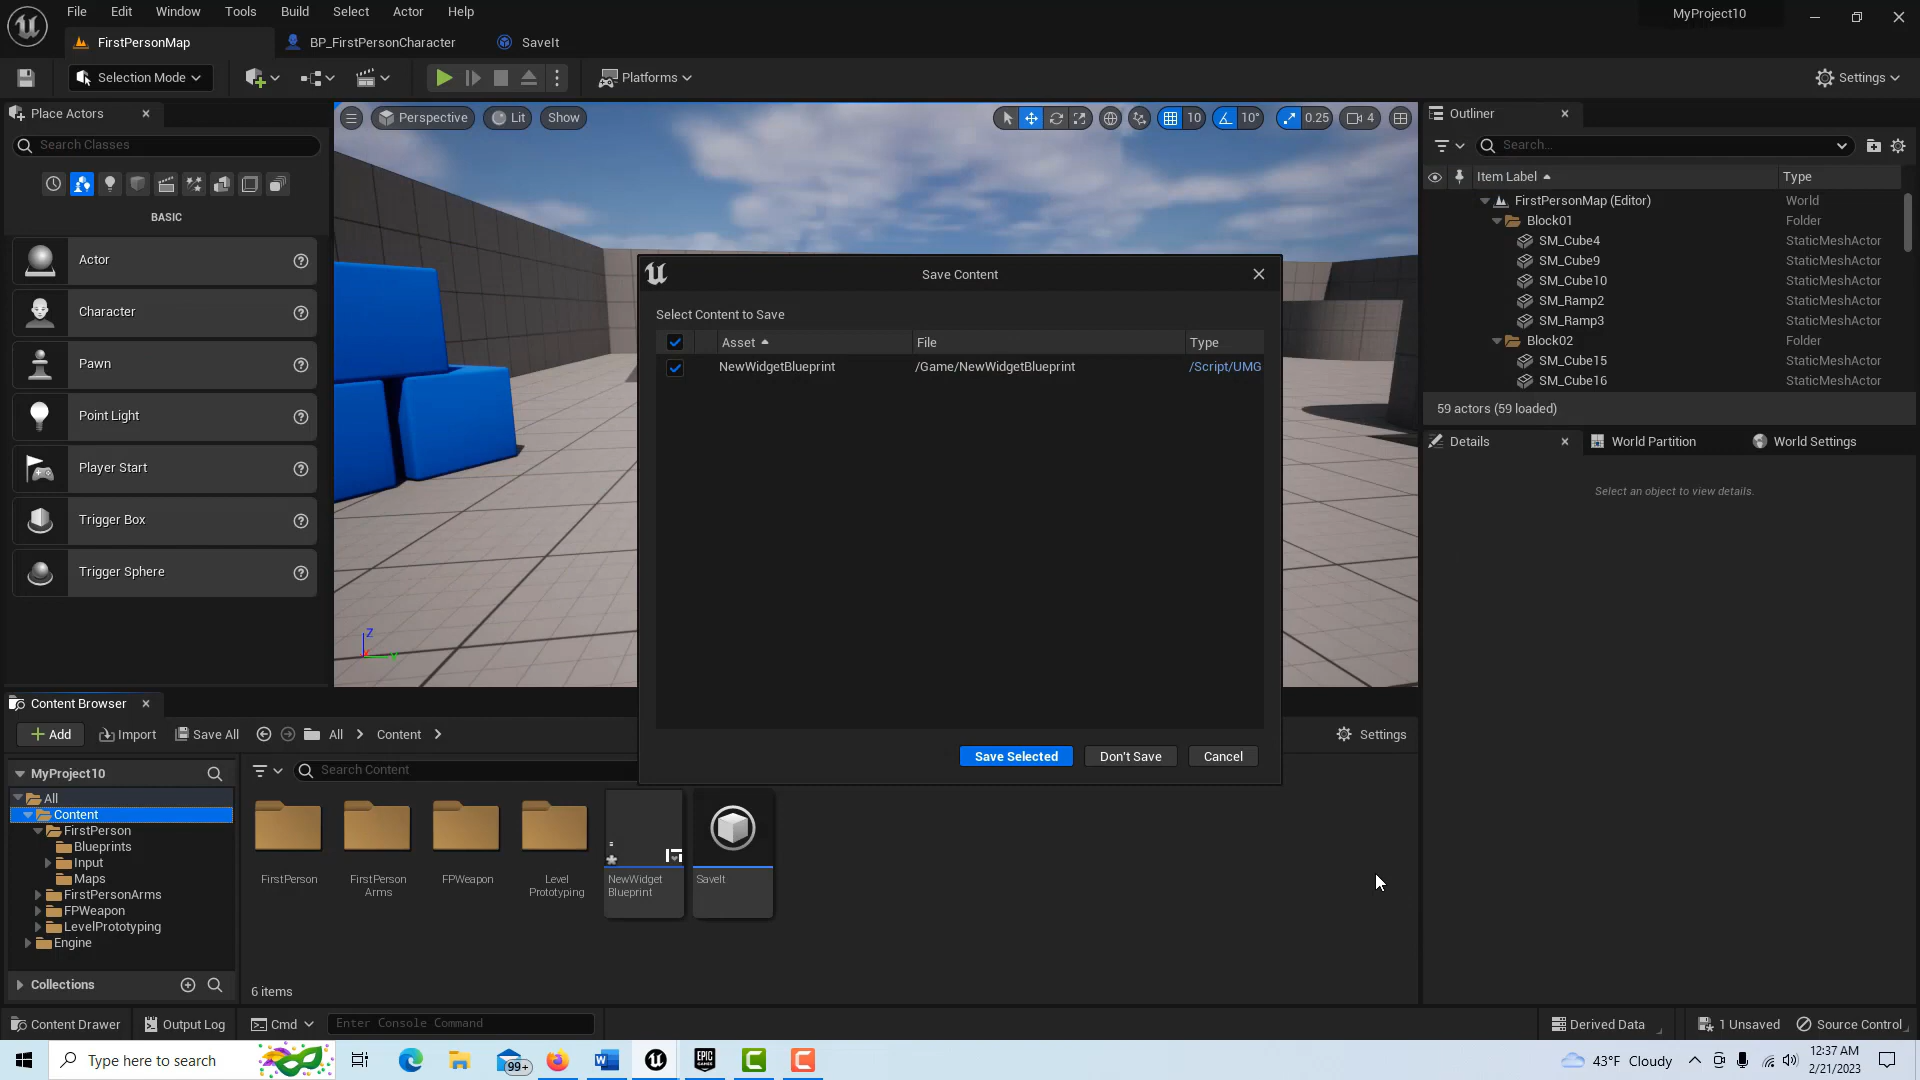 File Edit Window Tools Build Select Actor Help
MyProject10
FirstPersonMap
BP_FirstPersonCharacter
SaveIt
Selection Mode
Platforms
Settings
Place Actors
Search Classes
BASIC
Actor
Character
Pawn
Point Light
Player Start
Trigger Box
Trigger Sphere
Perspective
Lit
Show
10
10°
0.25
4
Z
Save Content
Select Content to Save
Asset File Type
NewWidgetBlueprint /Game/NewWidgetBlueprint /Script/UMG
Save Selected
Don't Save
Cancel
Outliner
Search...
Item Label Type
FirstPersonMap (Editor) World
Block01 Folder
SM_Cube4 StaticMeshActor
SM_Cube9 StaticMeshActor
SM_Cube10 StaticMeshActor
SM_Ramp2 StaticMeshActor
SM_Ramp3 StaticMeshActor
Block02 Folder
SM_Cube15 StaticMeshActor
SM_Cube16 StaticMeshActor
59 actors (59 loaded)
Details
World Partition
World Settings
Select an object to view details.
Content Browser
Add
Import
Save All
All
Content
Settings
MyProject10
Search Content
All
Content
FirstPerson
Blueprints
Input
Maps
FirstPersonArms
FPWeapon
LevelPrototyping
Engine
Collections
FirstPerson
FirstPerson
Arms
FPWeapon
Level
Prototyping
NewWidget
Blueprint
SaveIt
6 items
Content Drawer
Output Log
Cmd
Enter Console Command
Derived Data
1 Unsaved
Source Control
Type here to search
99+
EPIC
GAMES
43°F Cloudy
12:37 AM
2/21/2023